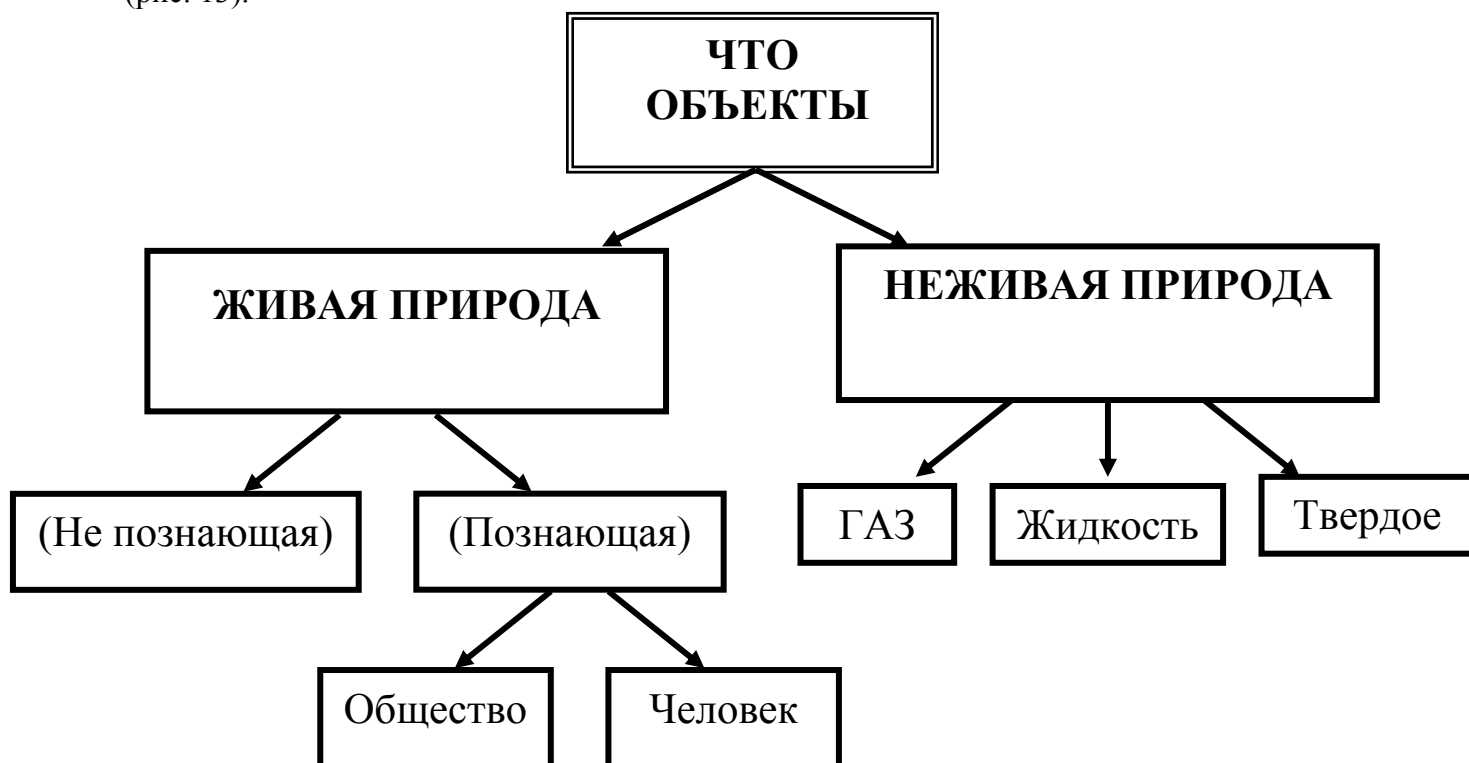 (рис. 13).
ЧТО
ОБЪЕКТЫ
ЖИВАЯ ПРИРОДА
НЕЖИВАЯ ПРИРОДА
(Не познающая)
(Познающая)
ГАЗ
Жидкость
Твердое
Общество
Человек